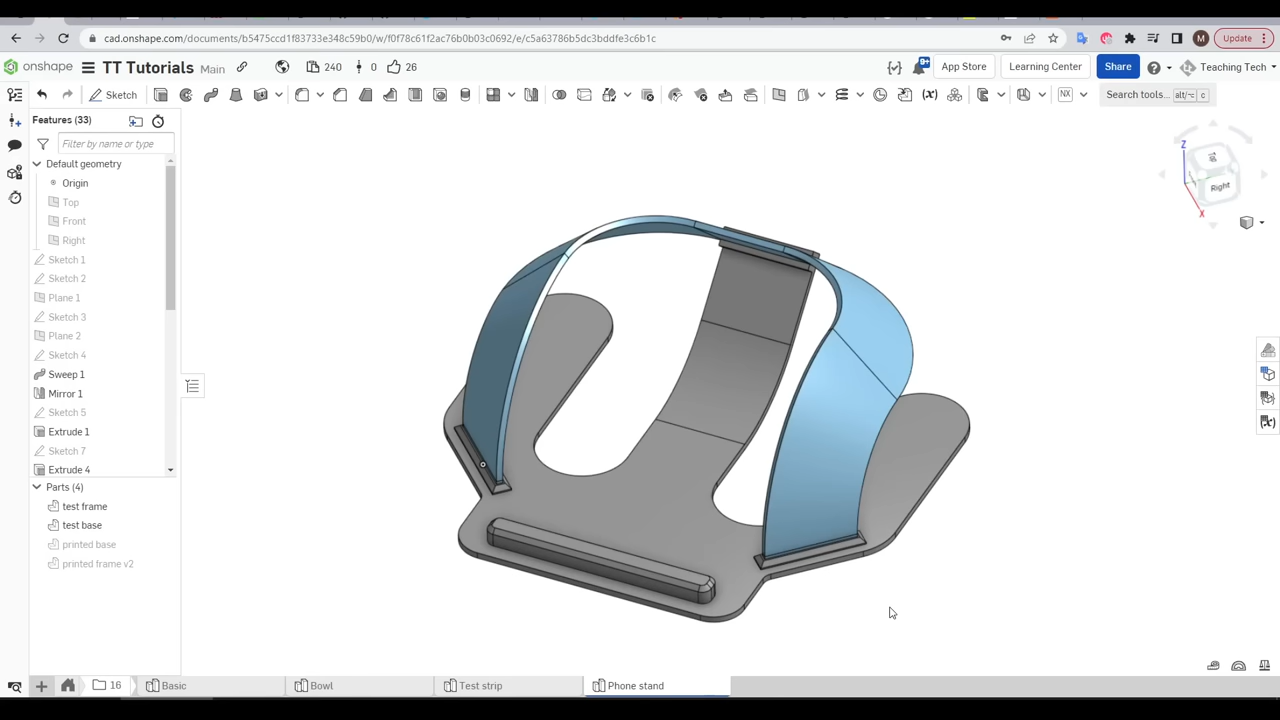 cad.onshape.com/documents/b5475ccd1f83733e348c59b0/w/f0f78c61f2ac76b0b03c0692/e/c5a63786b5dc3bddfe3c6b1c
M
Update
onshape
TT Tutorials Main
240
0
26
9+
App Store
Learning Center
Share
Teaching Tech
Sketch
NX
Search tools... alt/⌥ c
Features (33)
Filter by name or type
Default geometry
Origin
Top
Front
Right
Sketch 1
Sketch 2
Plane 1
Sketch 3
Plane 2
Sketch 4
Sweep 1
Mirror 1
Sketch 5
Extrude 1
Sketch 7
Extrude 4
Parts (4)
test frame
test base
printed base
printed frame v2
Z
Right
X
16
Basic
Bowl
Test strip
Phone stand